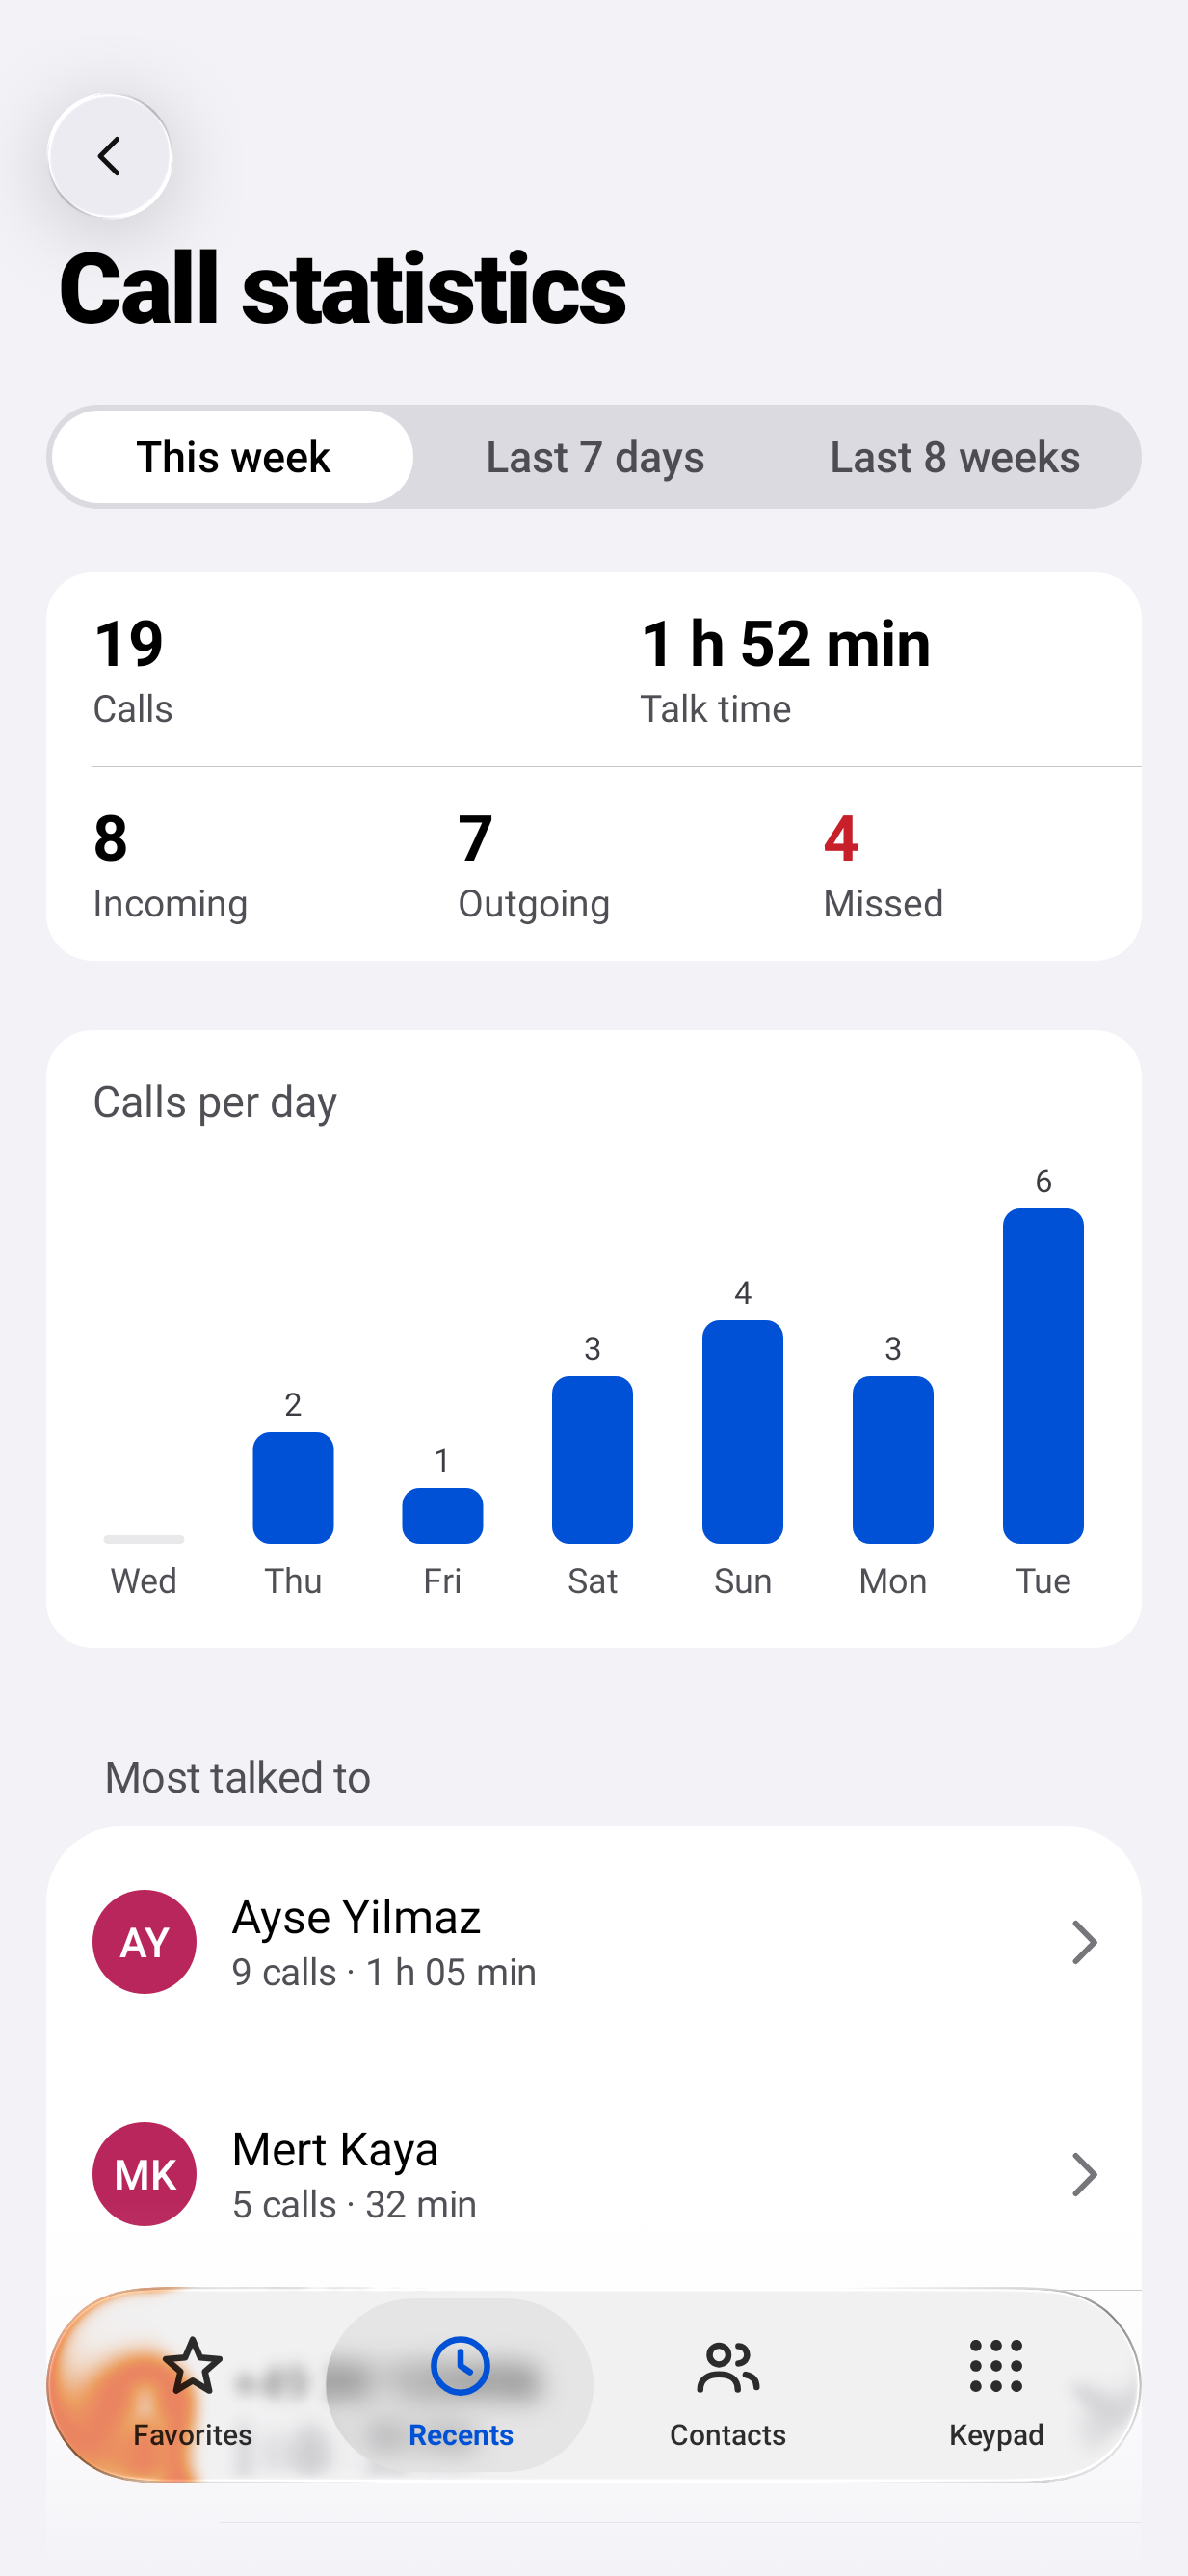 Call statistics
This week
Last 7 days
Last 8 weeks
19
Calls
1 h 52 min
Talk time
8
Incoming
7
Outgoing
4
Missed
Calls per day
2
1
3
4
3
6
Wed
Thu
Fri
Sat
Sun
Mon
Tue
Most talked to
AY
Ayse Yilmaz
9 calls · 1 h 05 min
MK
Mert Kaya
5 calls · 32 min
Favorites
Recents
Contacts
Keypad